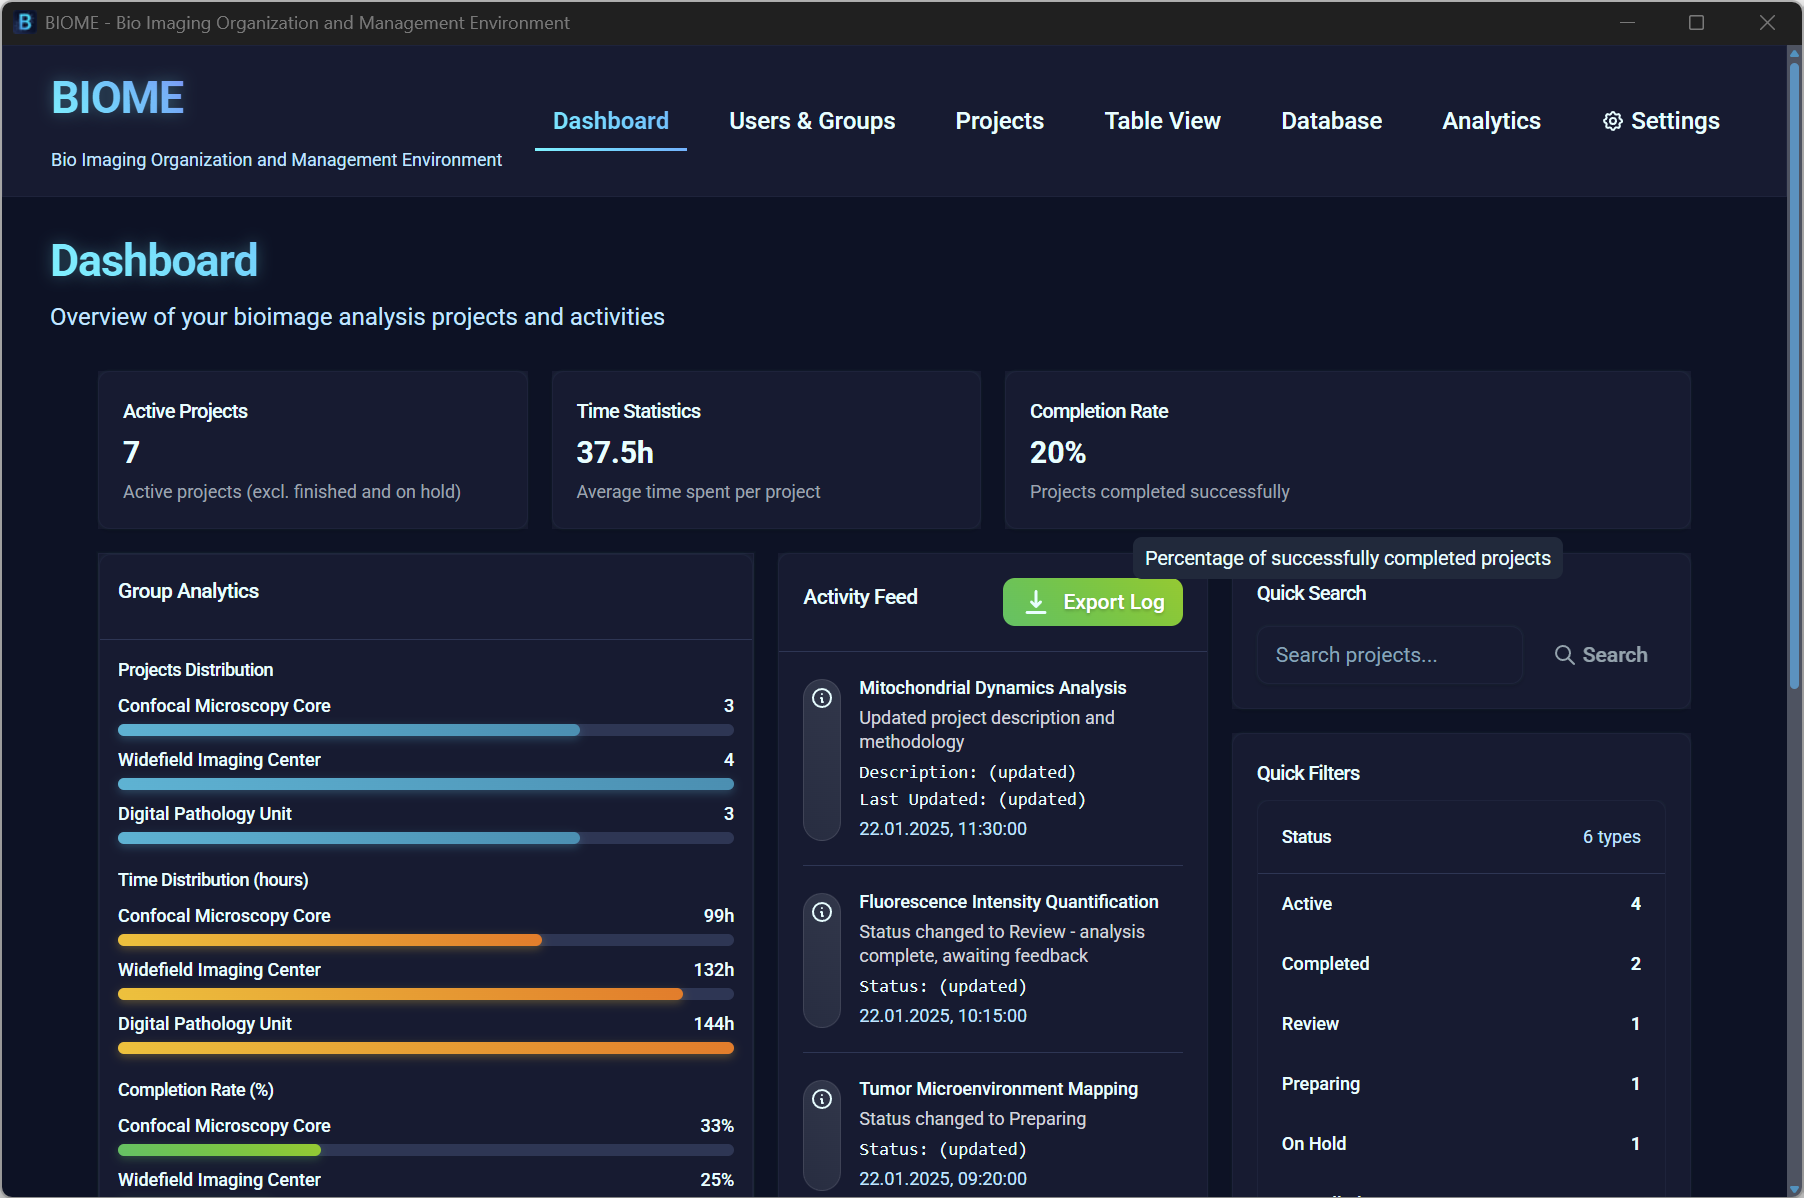 BIOME - Bio Imaging Organization and Management Environment
BIOME
Bio Imaging Organization and Management Environment
Dashboard
Users & Groups
Projects
Table View
Database
Analytics
Settings
Dashboard
Overview of your bioimage analysis projects and activities
Active Projects
7
Active projects (excl. finished and on hold)
Time Statistics
37.5h
Average time spent per project
Completion Rate
20%
Projects completed successfully
Percentage of successfully completed projects
Group Analytics
Projects Distribution
Confocal Microscopy Core 3
Widefield Imaging Center 4
Digital Pathology Unit 3
Time Distribution (hours)
Confocal Microscopy Core 99h
Widefield Imaging Center 132h
Digital Pathology Unit 144h
Completion Rate (%)
Confocal Microscopy Core 33%
Widefield Imaging Center 25%
Activity Feed
Export Log
Mitochondrial Dynamics Analysis
Updated project description and
methodology
Description: (updated)
Last Updated: (updated)
22.01.2025, 11:30:00
Fluorescence Intensity Quantification
Status changed to Review - analysis
complete, awaiting feedback
Status: (updated)
22.01.2025, 10:15:00
Tumor Microenvironment Mapping
Status changed to Preparing
Status: (updated)
22.01.2025, 09:20:00
Quick Search
Search projects...
Search
Quick Filters
Status 6 types
Active 4
Completed 2
Review 1
Preparing 1
On Hold 1